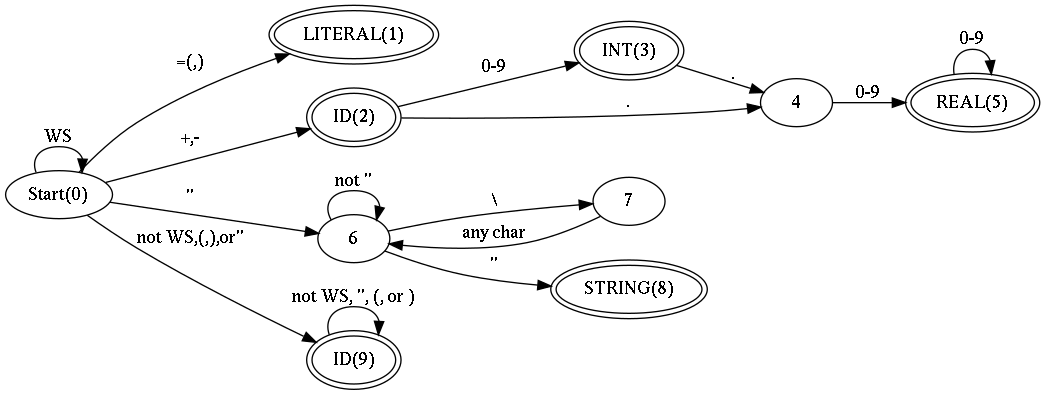 LITERAL(1)
=(,)
INT(3)
0-9
0-9
.
0-9
4
REAL(5)
ID(2)
.
WS
+,-
Start(0)
"
not "
\
7
not WS,(,),or"
6
any char
"
STRING(8)
not WS, ", (, or )
ID(9)